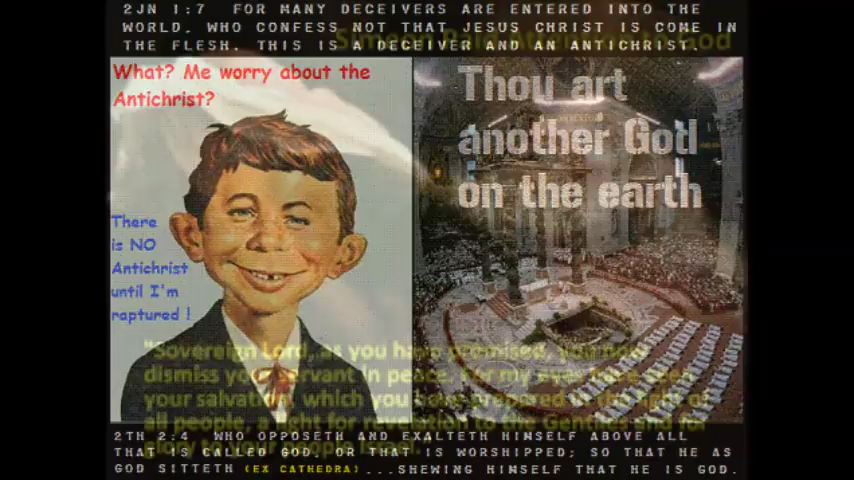 2JN 1:7 FOR MANY DECEIVERS ARE ENTERED INTO THE
WORLD, WHO CONFESS NOT THAT JESUS CHRIST IS COME IN
THE FLESH. THIS IS A DECEIVER AND AN ANTICHRIST.
God
What? Me worry about the
Antichrist?
There
is NO
Antichrist
until I'm
raptured !
Thou art
another God
on the earth
"Sovereign Lord, as you have promised, you now
dismiss your servant in peace. For my eyes have seen
your salvation, which you have prepared in the sight of
all people, a light for revelation to the Gentiles and for
glory to your people Israel."
2TH 2:4 WHO OPPOSETH AND EXALTETH HIMSELF ABOVE ALL
THAT IS CALLED GOD, OR THAT IS WORSHIPPED; SO THAT HE AS
GOD SITTETH (EX CATHEDRA)...SHEWING HIMSELF THAT HE IS GOD.